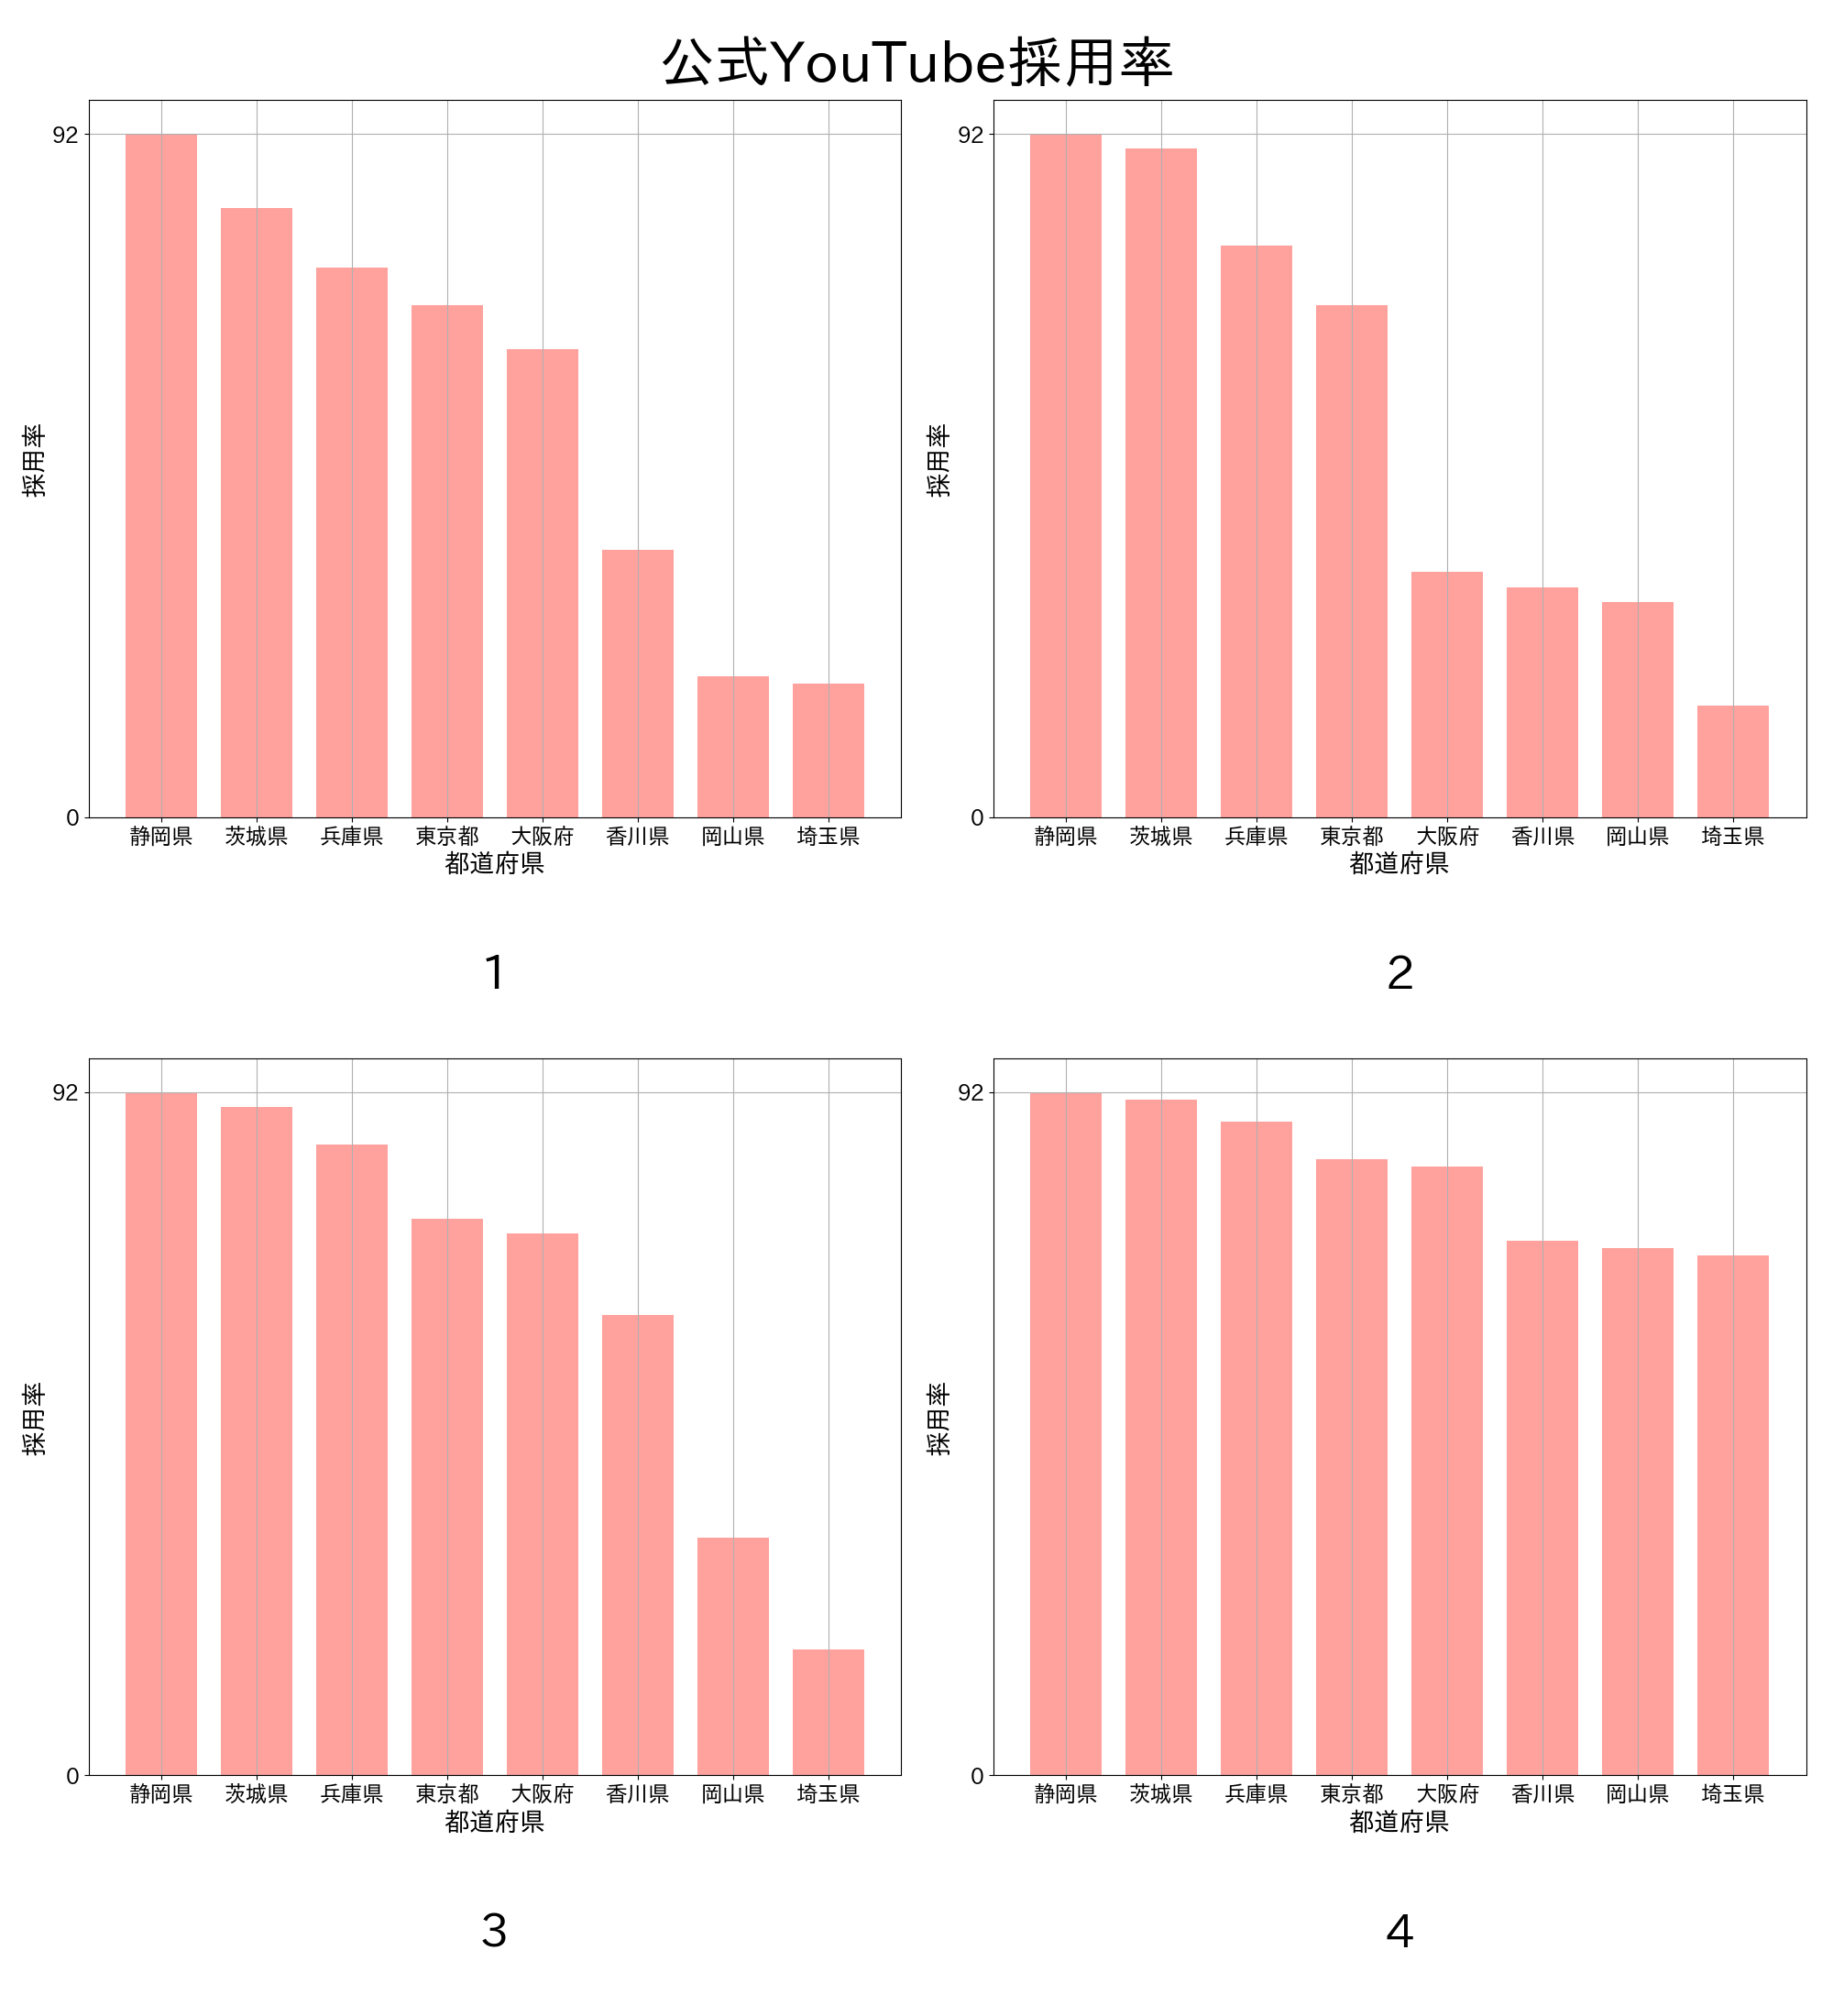 公式YouTube採用率
92
0
採用率
静岡県 茨城県 兵庫県 東京都 大阪府 香川県 岡山県 埼玉県
都道府県
1
92
0
採用率
静岡県 茨城県 兵庫県 東京都 大阪府 香川県 岡山県 埼玉県
都道府県
2
92
0
採用率
静岡県 茨城県 兵庫県 東京都 大阪府 香川県 岡山県 埼玉県
都道府県
3
92
0
採用率
静岡県 茨城県 兵庫県 東京都 大阪府 香川県 岡山県 埼玉県
都道府県
4